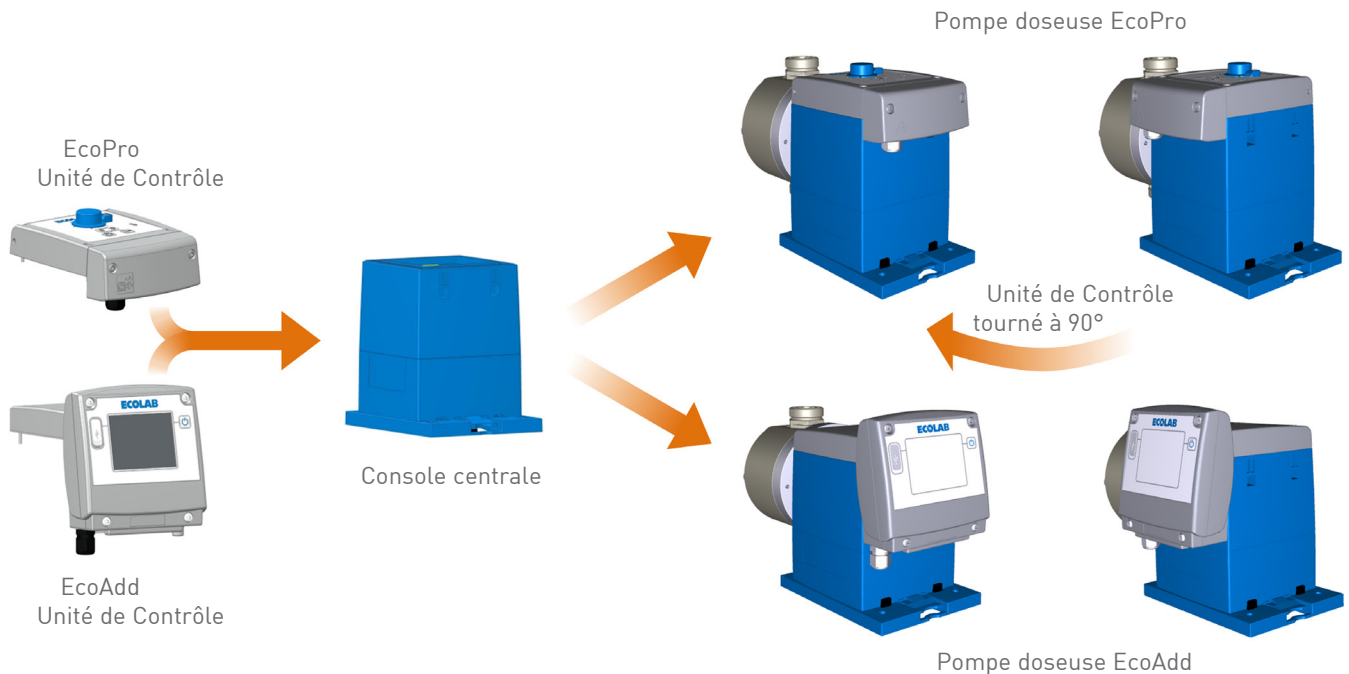 Pompe doseuse EcoPro
EcoPro
Unité de Contrôle
ECOLAB
Console centrale
EcoAdd
Unité de Contrôle
Unité de Contrôle
tourné à 90°
ECOLAB
ECOLAB
Pompe doseuse EcoAdd